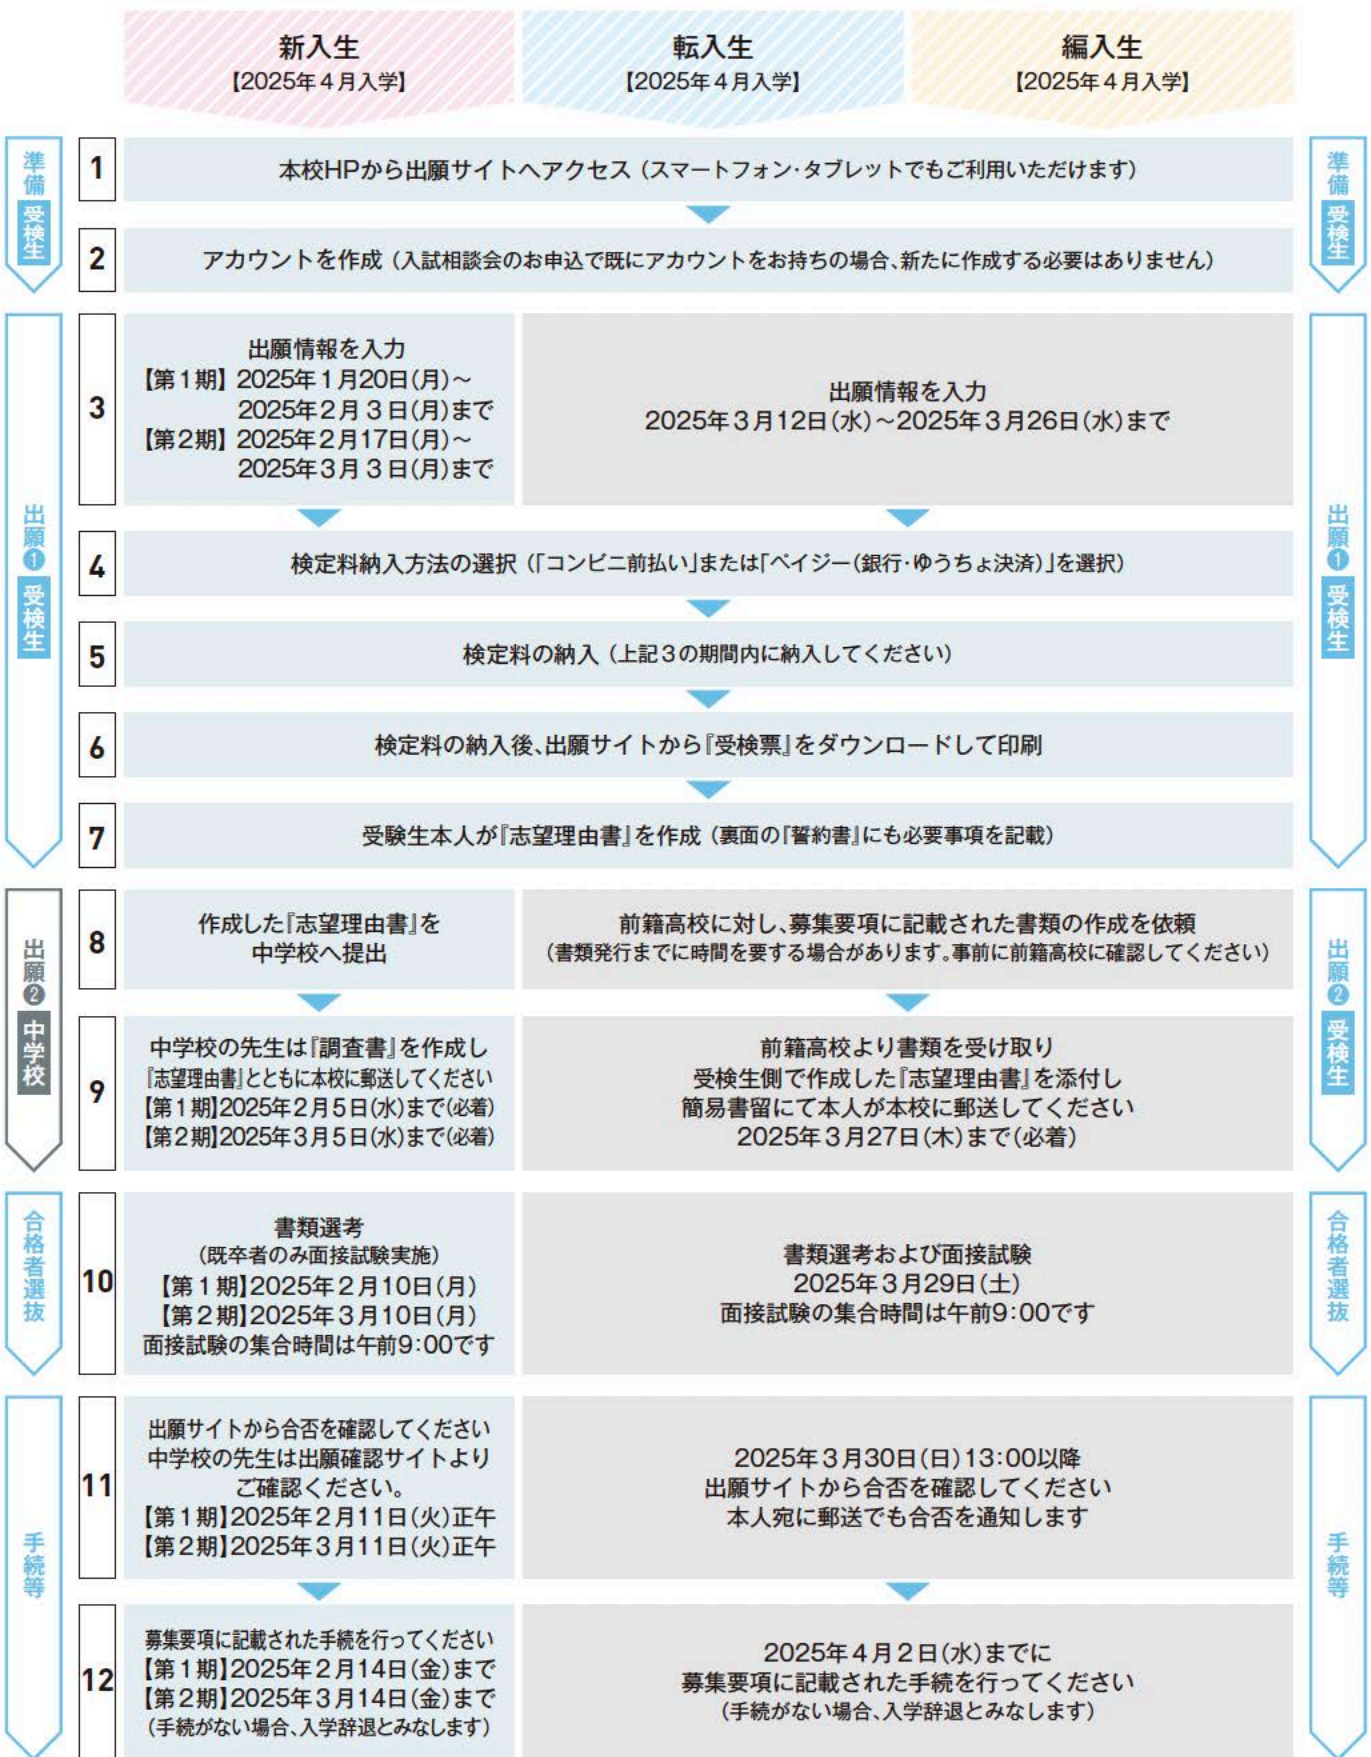 新入生
【2025年4月入学】
転入生
【2025年4月入学】
編入生
【2025年4月入学】
準備 受検生
準備 受検生
1
本校HPから出願サイトへアクセス（スマートフォン・タブレットでもご利用いただけます）
2
アカウントを作成（入試相談会のお申込で既にアカウントをお持ちの場合、新たに作成する必要はありません）
出願❶ 受検生
出願❶ 受検生
3
出願情報を入力
【第1期】2025年1月20日(月)～
2025年2月3日(月)まで
【第2期】2025年2月17日(月)～
2025年3月3日(月)まで
出願情報を入力
2025年3月12日(水)～2025年3月26日(水)まで
4
検定料納入方法の選択（「コンビニ前払い」または「ペイジー（銀行・ゆうちょ決済）」を選択）
5
検定料の納入（上記3の期間内に納入してください）
6
検定料の納入後、出願サイトから『受検票』をダウンロードして印刷
7
受験生本人が『志望理由書』を作成（裏面の『誓約書』にも必要事項を記載）
出願❷ 中学校
出願❷ 受検生
8
作成した『志望理由書』を
中学校へ提出
前籍高校に対し、募集要項に記載された書類の作成を依頼
（書類発行までに時間を要する場合があります。事前に前籍高校に確認してください）
9
中学校の先生は『調査書』を作成し
『志望理由書』とともに本校に郵送してください
【第1期】2025年2月5日(水)まで(必着)
【第2期】2025年3月5日(水)まで(必着)
前籍高校より書類を受け取り
受検生側で作成した『志望理由書』を添付し
簡易書留にて本人が本校に郵送してください
2025年3月27日(木)まで(必着)
合格者選抜
合格者選抜
10
書類選考
（既卒者のみ面接試験実施）
【第1期】2025年2月10日(月)
【第2期】2025年3月10日(月)
面接試験の集合時間は午前9:00です
書類選考および面接試験
2025年3月29日(土)
面接試験の集合時間は午前9:00です
手続等
手続等
11
出願サイトから合否を確認してください
中学校の先生は出願確認サイトより
ご確認ください。
【第1期】2025年2月11日(火)正午
【第2期】2025年3月11日(火)正午
2025年3月30日(日)13:00以降
出願サイトから合否を確認してください
本人宛に郵送でも合否を通知します
12
募集要項に記載された手続を行ってください
【第1期】2025年2月14日(金)まで
【第2期】2025年3月14日(金)まで
（手続がない場合、入学辞退とみなします）
2025年4月2日(水)までに
募集要項に記載された手続を行ってください
（手続がない場合、入学辞退とみなします）